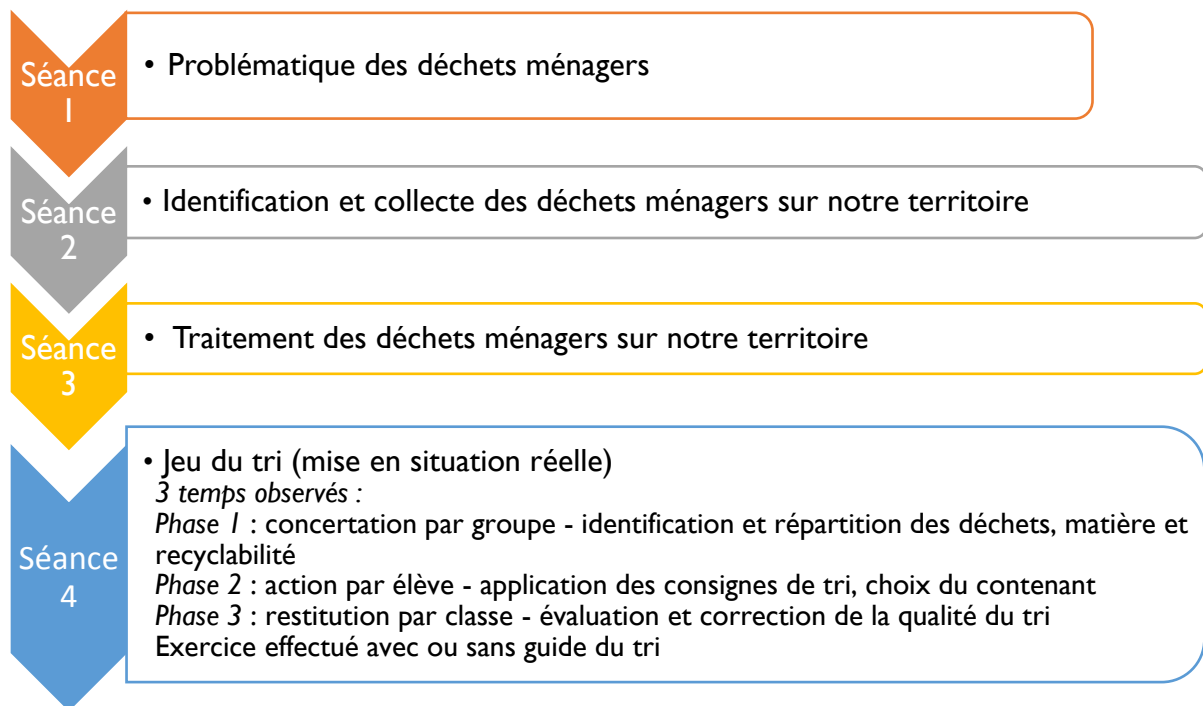 Séance
1
• Problématique des déchets ménagers
Séance
2
• Identification et collecte des déchets ménagers sur notre territoire
Séance
3
• Traitement des déchets ménagers sur notre territoire
Séance
4
• Jeu du tri (mise en situation réelle)
3 temps observés :
Phase 1 : concertation par groupe - identification et répartition des déchets, matière et
recyclabilité
Phase 2 : action par élève - application des consignes de tri, choix du contenant
Phase 3 : restitution par classe - évaluation et correction de la qualité du tri
Exercice effectué avec ou sans guide du tri